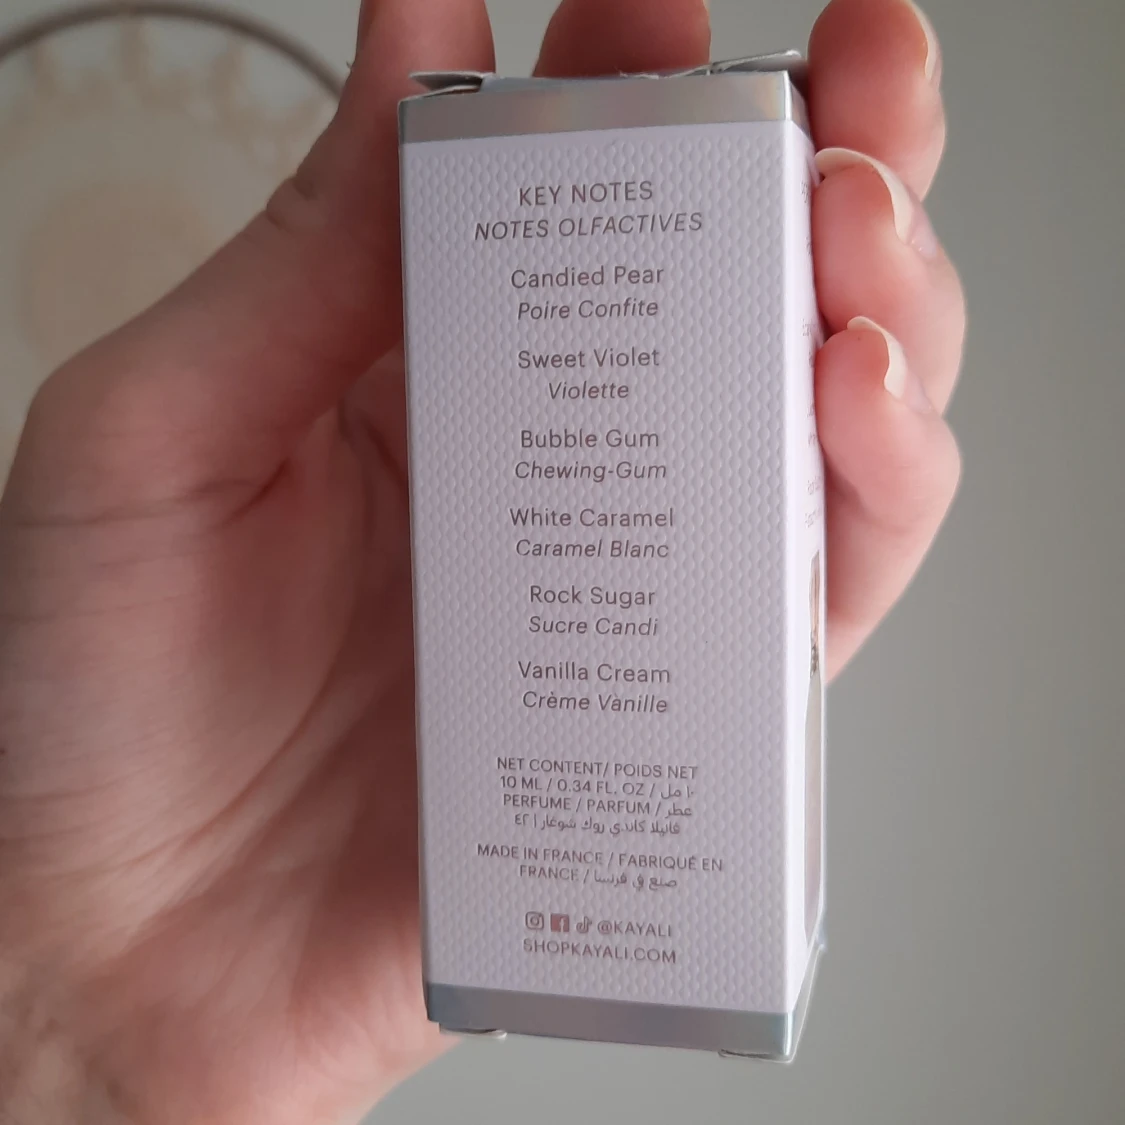 KEY NOTES
NOTES OLFACTIVES
Candied Pear
Poire Confite
Sweet Violet
Violette
Bubble Gum
Chewing-Gum
White Caramel
Caramel Blanc
Rock Sugar
Sucre Candi
Vanilla Cream
Crème Vànille
NET CONTENT/ POIDS NET
10 ML / 0.34 FL. OZ / ١٠ مل
PERFUME / PARFUM / عطر
فانيلا كاندي روك شوغار | ٤٢
MADE IN FRANCE / FABRIQUÉ EN
FRANCE / صنع في فرنسا
@KAYALI
SHOPKAYALI.COM